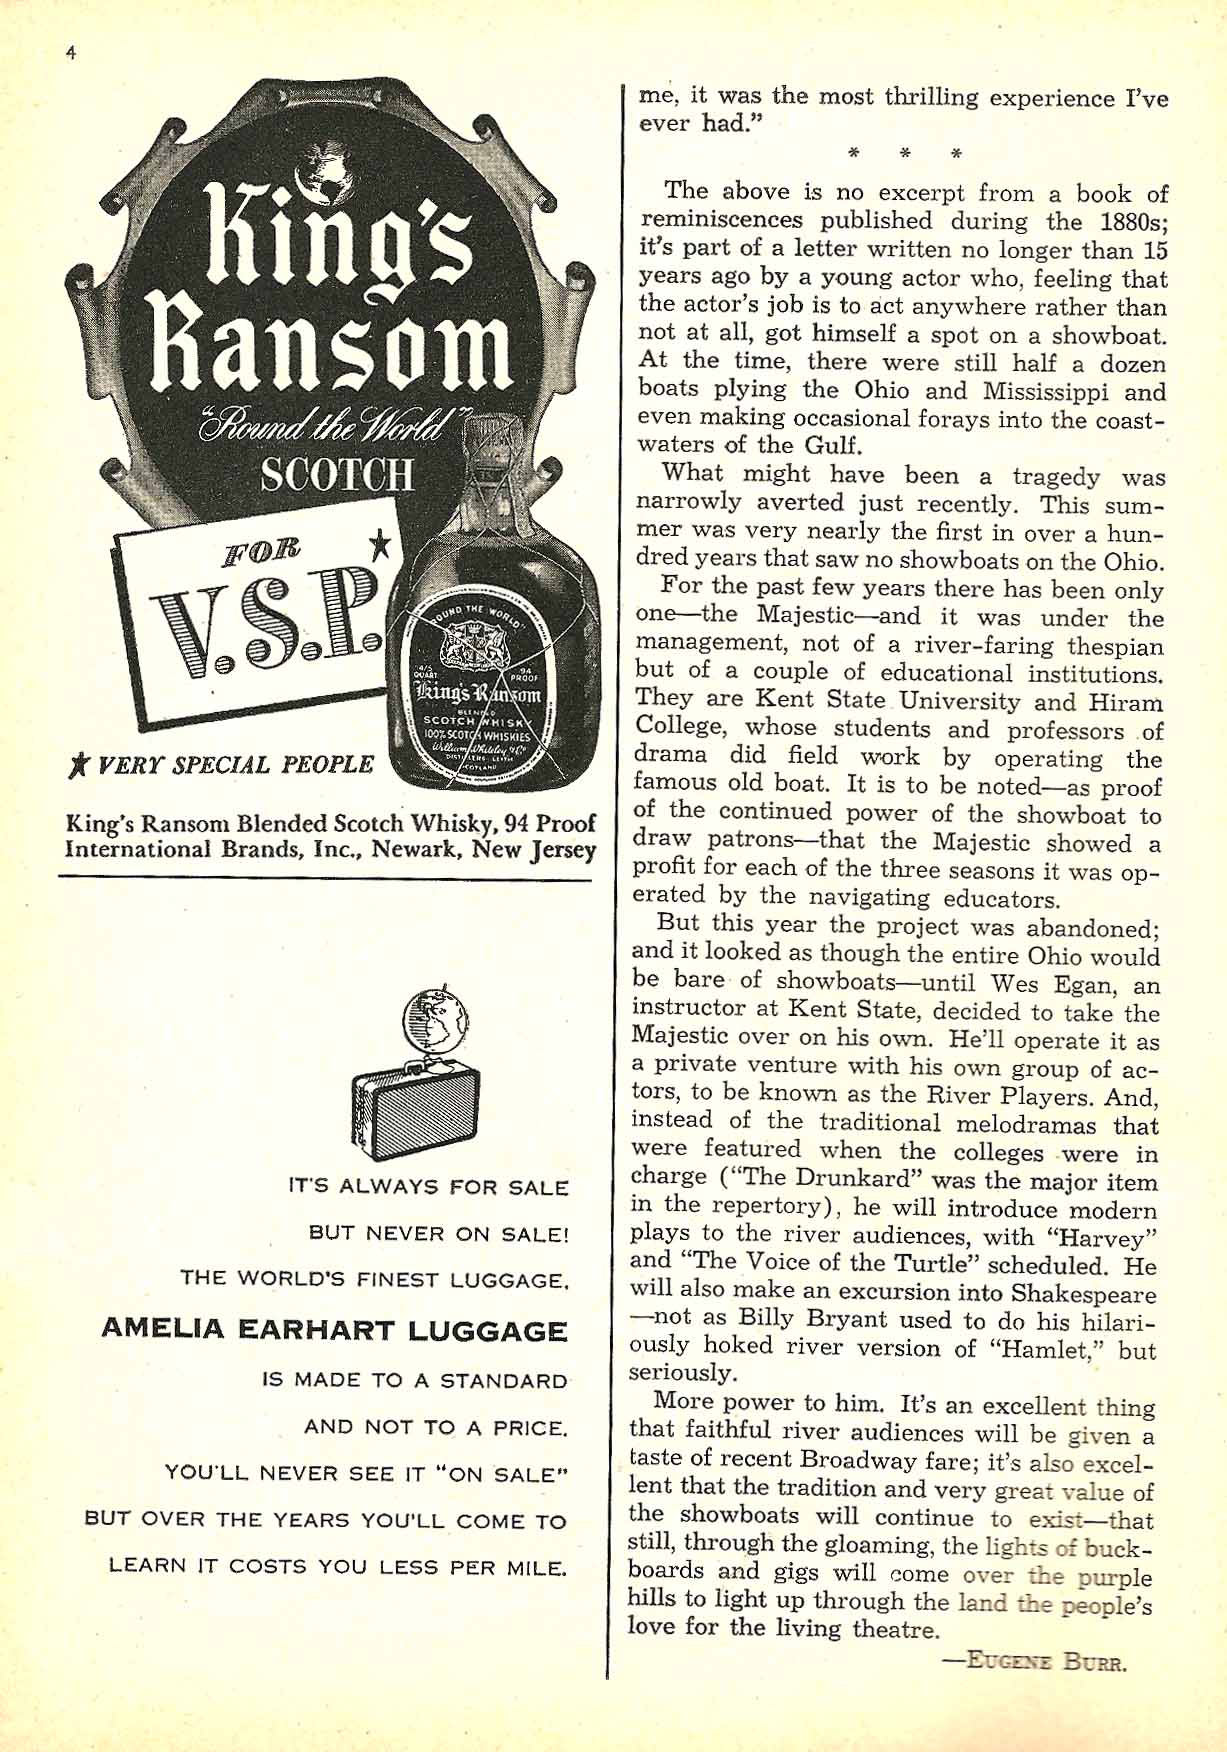 4
King's
Ransom
"Round the World"
SCOTCH
FOR
V.S.P.
★ VERY SPECIAL PEOPLE
"ROUND THE WORLD"
4/5
QUART
94
PROOF
King's Ransom
BLENDED
SCOTCH WHISKY
100% SCOTCH WHISKIES
William Whiteley & Co
DISTILLERS, LEITH
SCOTLAND
King's Ransom Blended Scotch Whisky, 94 Proof
International Brands, Inc., Newark, New Jersey
IT'S ALWAYS FOR SALE
BUT NEVER ON SALE!
THE WORLD'S FINEST LUGGAGE,
AMELIA EARHART LUGGAGE
IS MADE TO A STANDARD
AND NOT TO A PRICE.
YOU'LL NEVER SEE IT "ON SALE"
BUT OVER THE YEARS YOU'LL COME TO
LEARN IT COSTS YOU LESS PER MILE.
me, it was the most thrilling experience I've
ever had."
* * *
The above is no excerpt from a book of
reminiscences published during the 1880s;
it's part of a letter written no longer than 15
years ago by a young actor who, feeling that
the actor's job is to act anywhere rather than
not at all, got himself a spot on a showboat.
At the time, there were still half a dozen
boats plying the Ohio and Mississippi and
even making occasional forays into the coast-
waters of the Gulf.
What might have been a tragedy was
narrowly averted just recently. This sum-
mer was very nearly the first in over a hun-
dred years that saw no showboats on the Ohio.
For the past few years there has been only
one—the Majestic—and it was under the
management, not of a river-faring thespian
but of a couple of educational institutions.
They are Kent State University and Hiram
College, whose students and professors of
drama did field work by operating the
famous old boat. It is to be noted—as proof
of the continued power of the showboat to
draw patrons—that the Majestic showed a
profit for each of the three seasons it was op-
erated by the navigating educators.
But this year the project was abandoned;
and it looked as though the entire Ohio would
be bare of showboats—until Wes Egan, an
instructor at Kent State, decided to take the
Majestic over on his own. He'll operate it as
a private venture with his own group of ac-
tors, to be known as the River Players. And,
instead of the traditional melodramas that
were featured when the colleges were in
charge ("The Drunkard" was the major item
in the repertory), he will introduce modern
plays to the river audiences, with "Harvey"
and "The Voice of the Turtle" scheduled. He
will also make an excursion into Shakespeare
—not as Billy Bryant used to do his hilari-
ously hoked river version of "Hamlet," but
seriously.
More power to him. It's an excellent thing
that faithful river audiences will be given a
taste of recent Broadway fare; it's also excel-
lent that the tradition and very great value of
the showboats will continue to exist—that
still, through the gloaming, the lights of buck-
boards and gigs will come over the purple
hills to light up through the land the people's
love for the living theatre.
—EUGENE BURR.